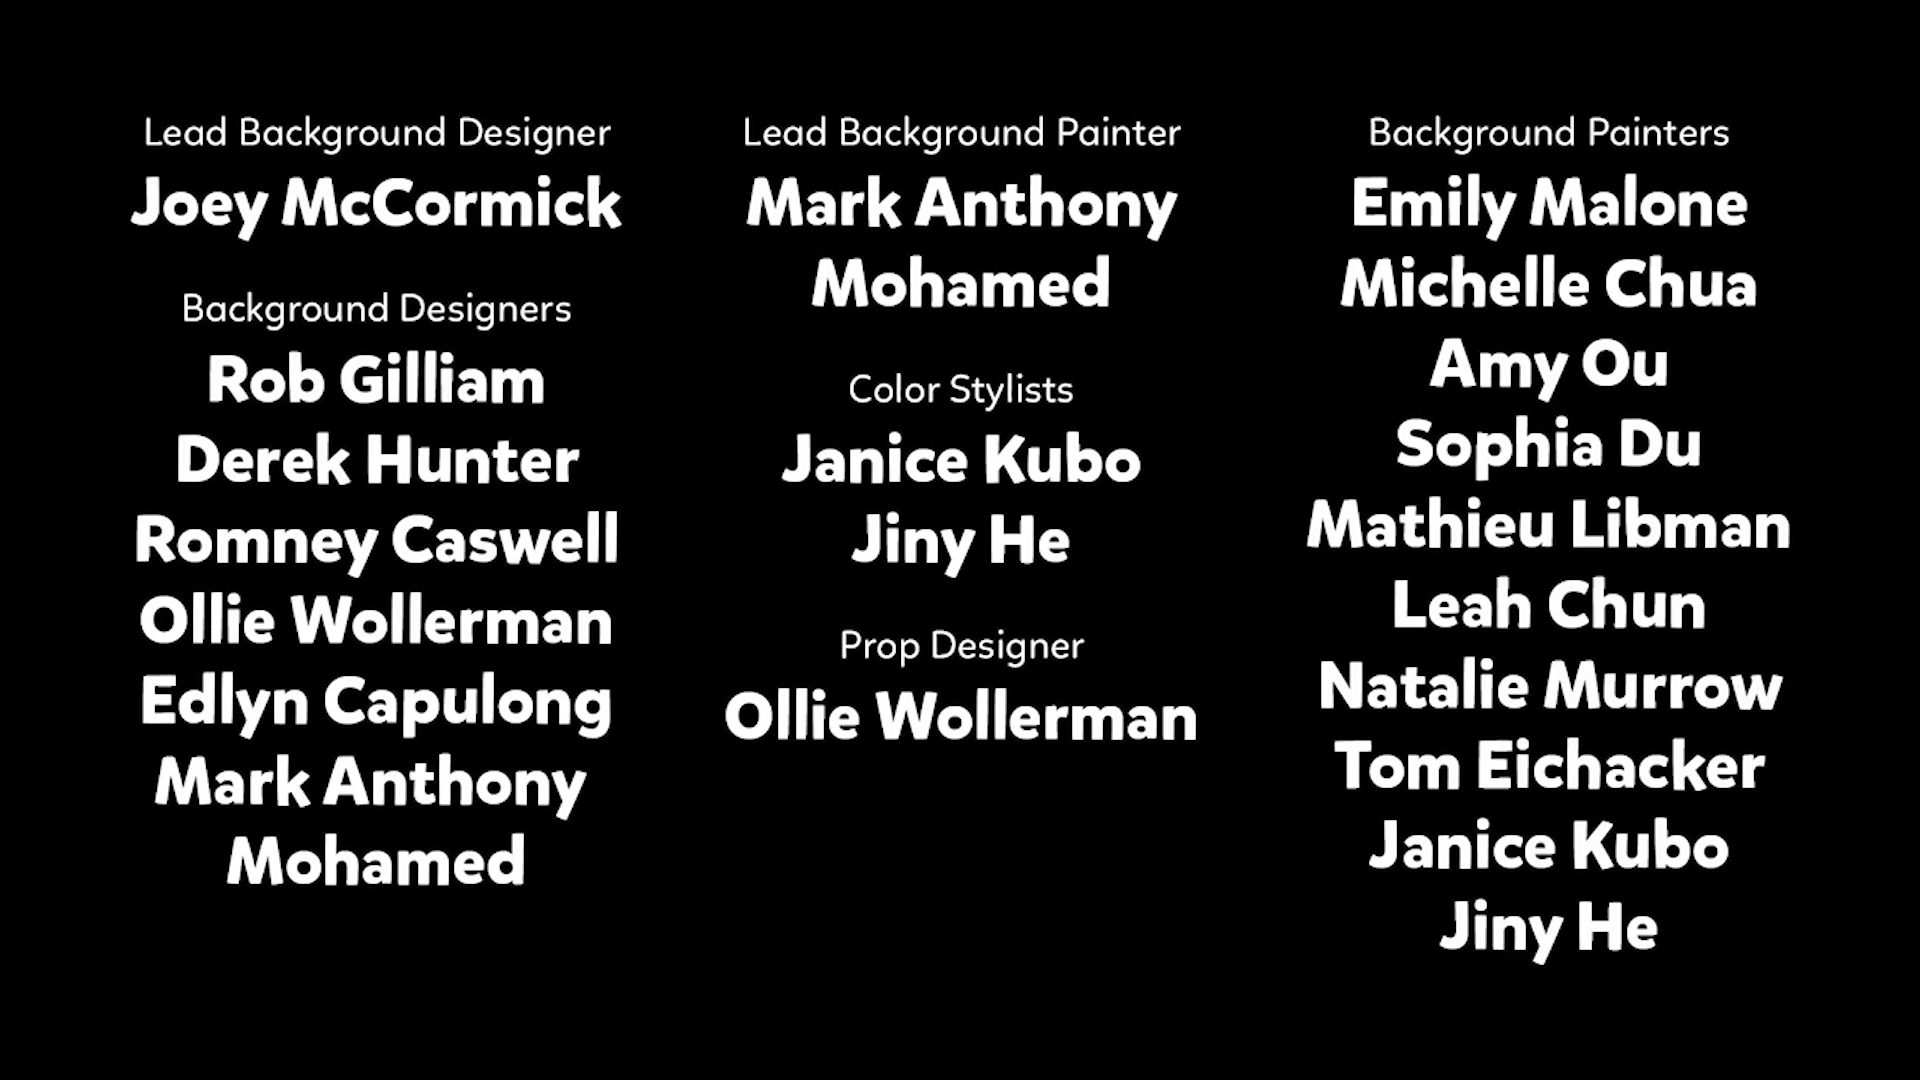 Lead Background Designer
Joey McCormick
Background Designers
Rob Gilliam
Derek Hunter
Romney Caswell
Ollie Wollerman
Edlyn Capulong
Mark Anthony
Mohamed
Lead Background Painter
Mark Anthony
Mohamed
Color Stylists
Janice Kubo
Jiny He
Prop Designer
Ollie Wollerman
Background Painters
Emily Malone
Michelle Chua
Amy Ou
Sophia Du
Mathieu Libman
Leah Chun
Natalie Murrow
Tom Eichacker
Janice Kubo
Jiny He